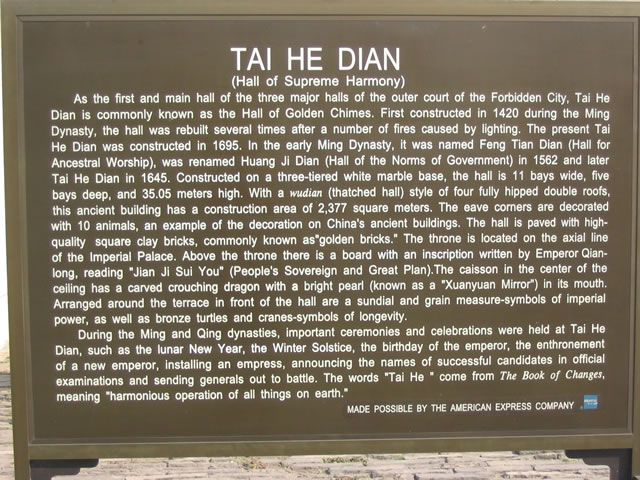 TAI HE DIAN
(Hall of Supreme Harmony)
As the first and main hall of the three major halls of the outer court of the Forbidden City, Tai He
Dian is commonly known as the Hall of Golden Chimes. First constructed in 1420 during the Ming
Dynasty, the hall was rebuilt several times after a number of fires caused by lighting. The present Tai
He Dian was constructed in 1695. In the early Ming Dynasty, it was named Feng Tian Dian (Hall for
Ancestral Worship), was renamed Huang Ji Dian (Hall of the Norms of Government) in 1562 and later
Tai He Dian in 1645. Constructed on a three-tiered white marble base, the hall is 11 bays wide, five
bays deep, and 35.05 meters high. With a wudian (thatched hall) style of four fully hipped double roofs,
this ancient building has a construction area of 2,377 square meters. The eave corners are decorated
with 10 animals, an example of the decoration on China's ancient buildings. The hall is paved with high-
quality square clay bricks, commonly known as"golden bricks." The throne is located on the axial line
of the Imperial Palace. Above the throne there is a board with an inscription written by Emperor Qian-
long, reading "Jian Ji Sui You" (People's Sovereign and Great Plan).The caisson in the center of the
ceiling has a carved crouching dragon with a bright pearl (known as a "Xuanyuan Mirror") in its mouth.
Arranged around the terrace in front of the hall are a sundial and grain measure-symbols of imperial
power, as well as bronze turtles and cranes-symbols of longevity.
During the Ming and Qing dynasties, important ceremonies and celebrations were held at Tai He
Dian, such as the lunar New Year, the Winter Solstice, the birthday of the emperor, the enthronement
of a new emperor, installing an empress, announcing the names of successful candidates in official
examinations and sending generals out to battle. The words "Tai He " come from The Book of Changes,
meaning "harmonious operation of all things on earth."
MADE POSSIBLE BY THE AMERICAN EXPRESS COMPANY